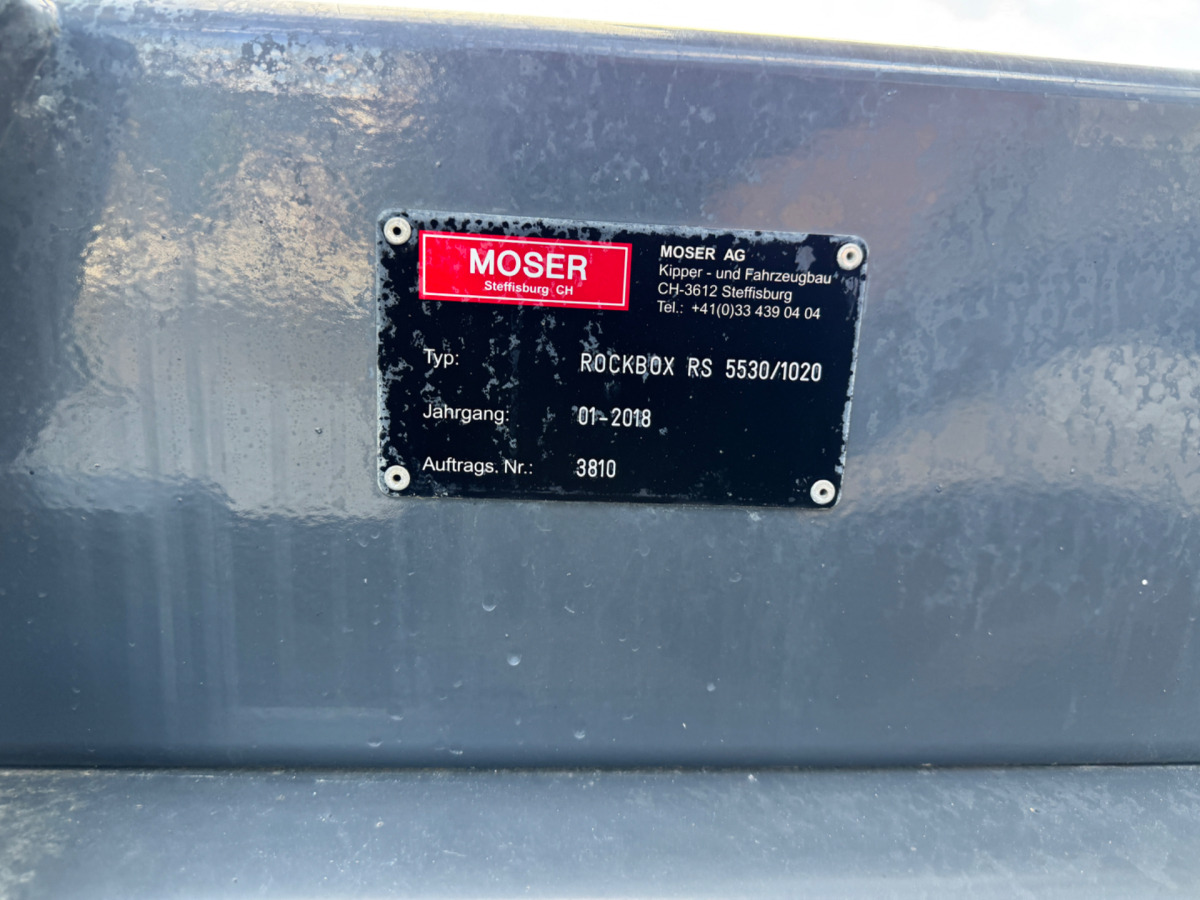 MOSER
Steffisburg CH
MOSER AG
Kipper - und Fahrzeugbau
CH-3612 Steffisburg
Tel.: +41(0)33 439 04 04
Typ: ROCKBOX RS 5530/1020
Jahrgang: 01-2018
Auftrags. Nr.: 3810